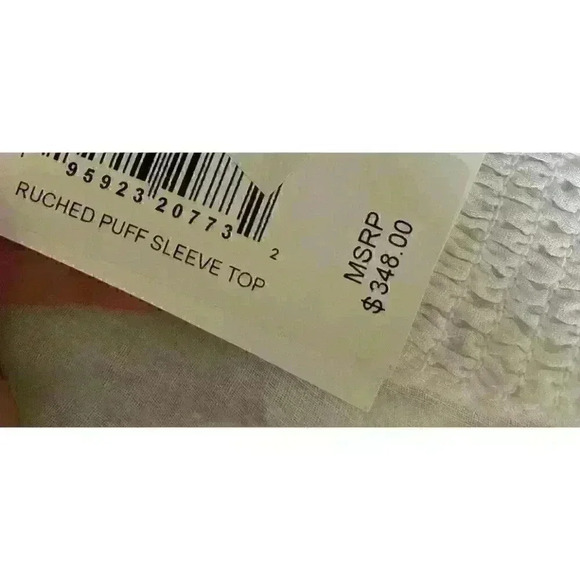 95923 20773 2
RUCHED PUFF SLEEVE TOP
MSRP
$348.00